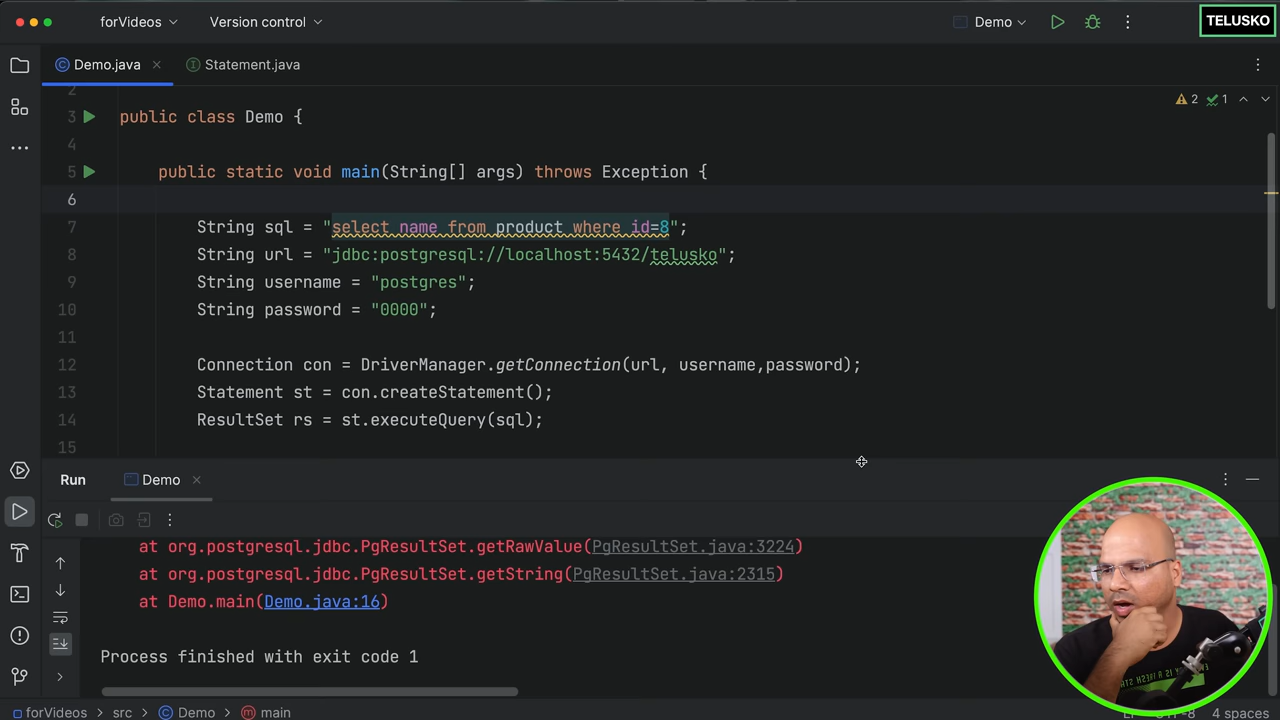 forVideos
Version control
Demo
TELUSKO
Demo.java
Statement.java
2
2
1
3 public class Demo {
4
5 public static void main(String[] args) throws Exception {
6
7 String sql = "select name from product where id=8";
8 String url = "jdbc:postgresql://localhost:5432/telusko";
9 String username = "postgres";
10 String password = "0000";
11
12 Connection con = DriverManager.getConnection(url, username,password);
13 Statement st = con.createStatement();
14 ResultSet rs = st.executeQuery(sql);
15
Run
Demo
at org.postgresql.jdbc.PgResultSet.getRawValue(PgResultSet.java:3224)
at org.postgresql.jdbc.PgResultSet.getString(PgResultSet.java:2315)
at Demo.main(Demo.java:16)
Process finished with exit code 1
forVideos > src > Demo > main
4 spaces